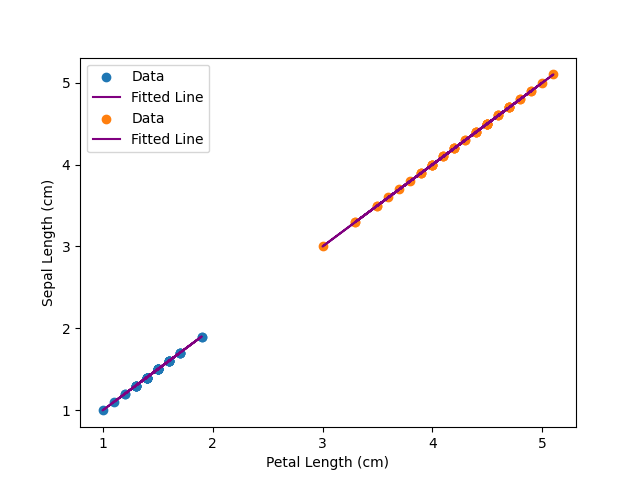 Data
Fitted Line
Data
Fitted Line
5
4
3
2
1
Sepal Length (cm)
1 2 3 4 5
Petal Length (cm)